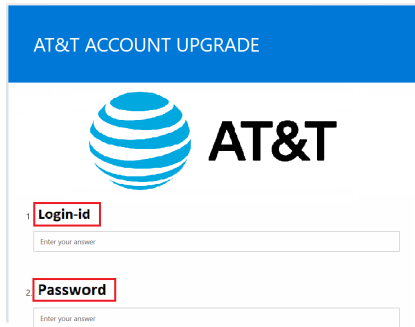 AT&T ACCOUNT UPGRADE
AT&T
1 Login-id
Enter your answer
2. Password
Enter your answer